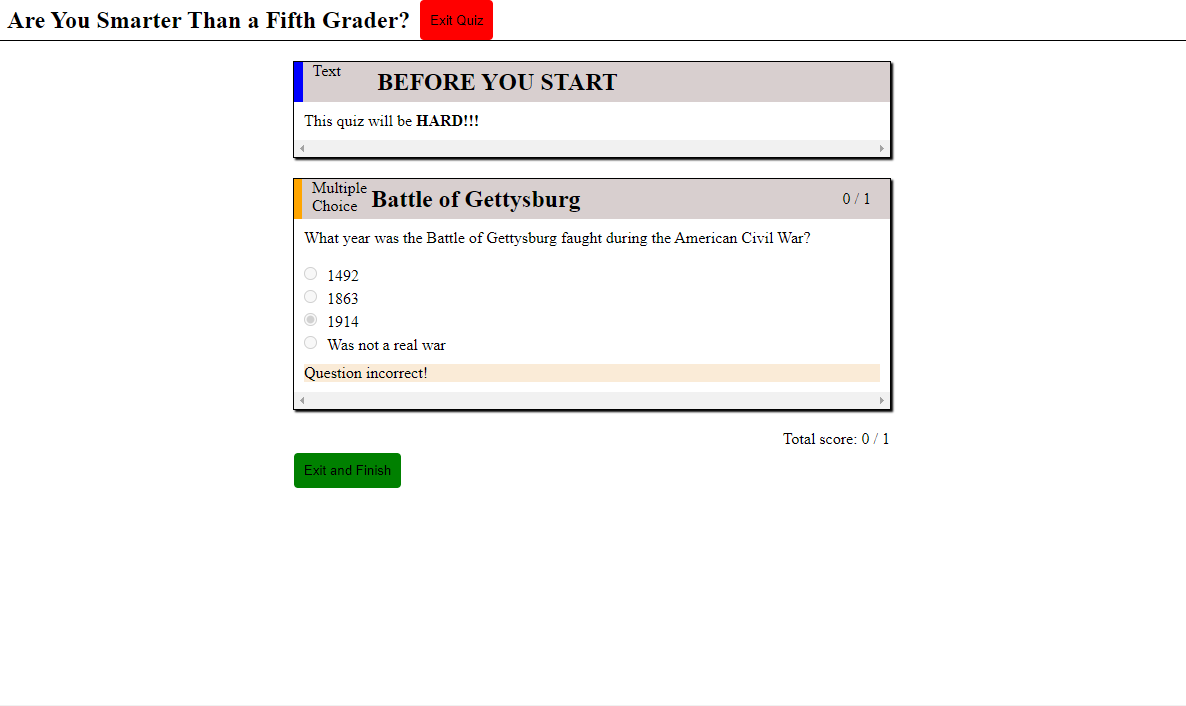 Are You Smarter Than a Fifth Grader?
Exit Quiz
Text
BEFORE YOU START
This quiz will be HARD!!!
Multiple
Choice
Battle of Gettysburg
0 / 1
What year was the Battle of Gettysburg faught during the American Civil War?
1492
1863
1914
Was not a real war
Question incorrect!
Total score: 0 / 1
Exit and Finish